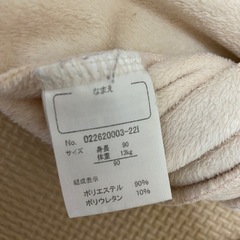 なまえ
No. 022620003-221
サイズ 身長 90
体重 13kg
90
組成表示
ポリエステル 90%
ポリウレタン 10%